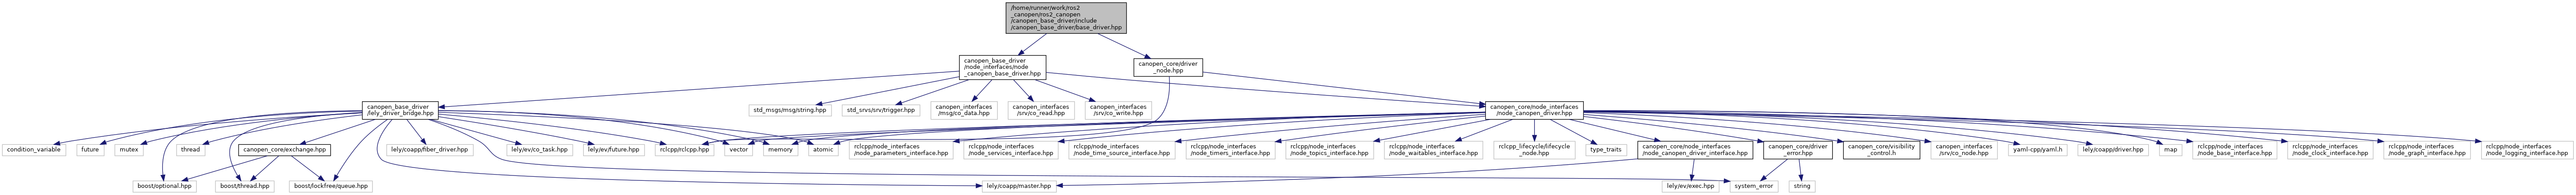 /home/runner/work/ros2
_canopen/ros2_canopen
/canopen_base_driver/include
/canopen_base_driver/base_driver.hpp
canopen_base_driver
/node_interfaces/node
_canopen_base_driver.hpp
canopen_core/driver
_node.hpp
canopen_base_driver
/lely_driver_bridge.hpp
std_msgs/msg/string.hpp
std_srvs/srv/trigger.hpp
canopen_interfaces
/msg/co_data.hpp
canopen_interfaces
/srv/co_read.hpp
canopen_interfaces
/srv/co_write.hpp
canopen_core/node_interfaces
/node_canopen_driver.hpp
condition_variable
future
mutex
thread
canopen_core/exchange.hpp
lely/coapp/fiber_driver.hpp
lely/ev/co_task.hpp
lely/ev/future.hpp
rclcpp/rclcpp.hpp
vector
memory
atomic
rclcpp/node_interfaces
/node_parameters_interface.hpp
rclcpp/node_interfaces
/node_services_interface.hpp
rclcpp/node_interfaces
/node_time_source_interface.hpp
rclcpp/node_interfaces
/node_timers_interface.hpp
rclcpp/node_interfaces
/node_topics_interface.hpp
rclcpp/node_interfaces
/node_waitables_interface.hpp
rclcpp_lifecycle/lifecycle
_node.hpp
type_traits
canopen_core/node_interfaces
/node_canopen_driver_interface.hpp
canopen_core/driver
_error.hpp
canopen_core/visibility
_control.h
canopen_interfaces
/srv/co_node.hpp
yaml-cpp/yaml.h
lely/coapp/driver.hpp
map
rclcpp/node_interfaces
/node_base_interface.hpp
rclcpp/node_interfaces
/node_clock_interface.hpp
rclcpp/node_interfaces
/node_graph_interface.hpp
rclcpp/node_interfaces
/node_logging_interface.hpp
boost/optional.hpp
boost/thread.hpp
boost/lockfree/queue.hpp
lely/coapp/master.hpp
lely/ev/exec.hpp
system_error
string